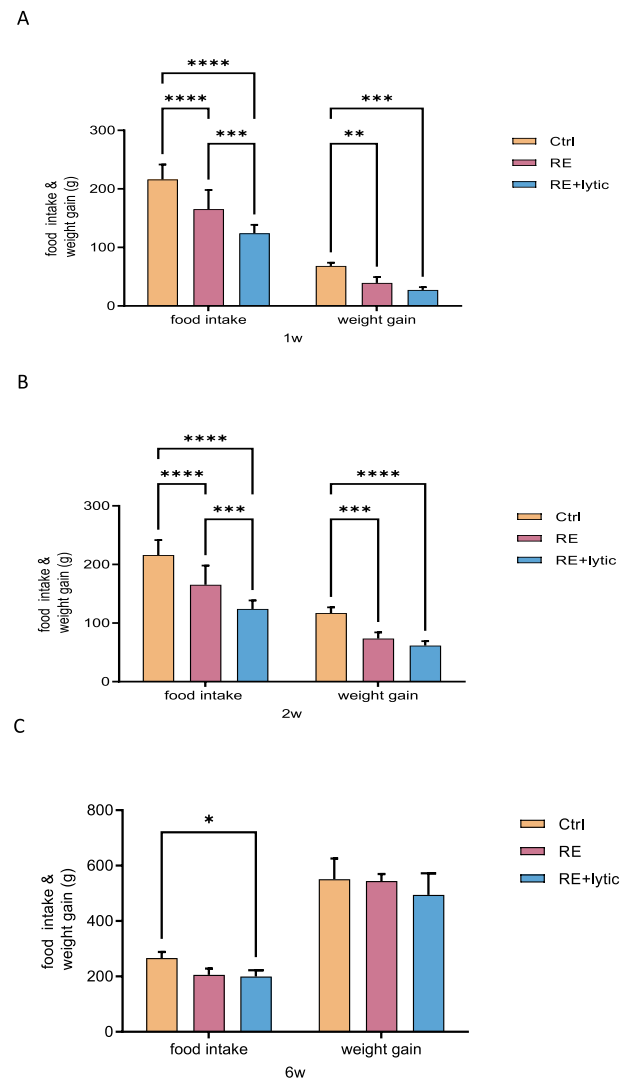 A
****
****
***
***
***
**
300
200
100
0
food intake &
weight gain (g)
food intake
weight gain
1w
Ctrl
RE
RE+lytic
B
****
****
****
***
***
300
200
100
0
food intake &
weight gain (g)
food intake
weight gain
2w
Ctrl
RE
RE+lytic
C
*
800
600
400
200
0
food intake &
weight gain (g)
food intake
weight gain
6w
Ctrl
RE
RE+lytic